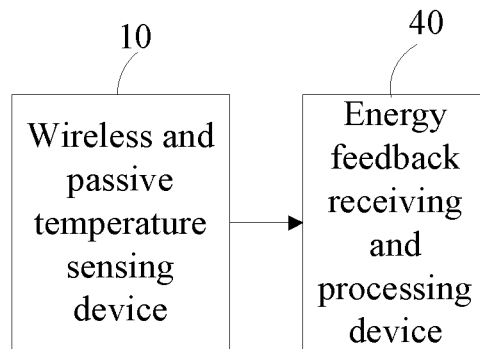 10
40
Wireless and
passive
temperature
sensing
device
Energy
feedback
receiving
and
processing
device